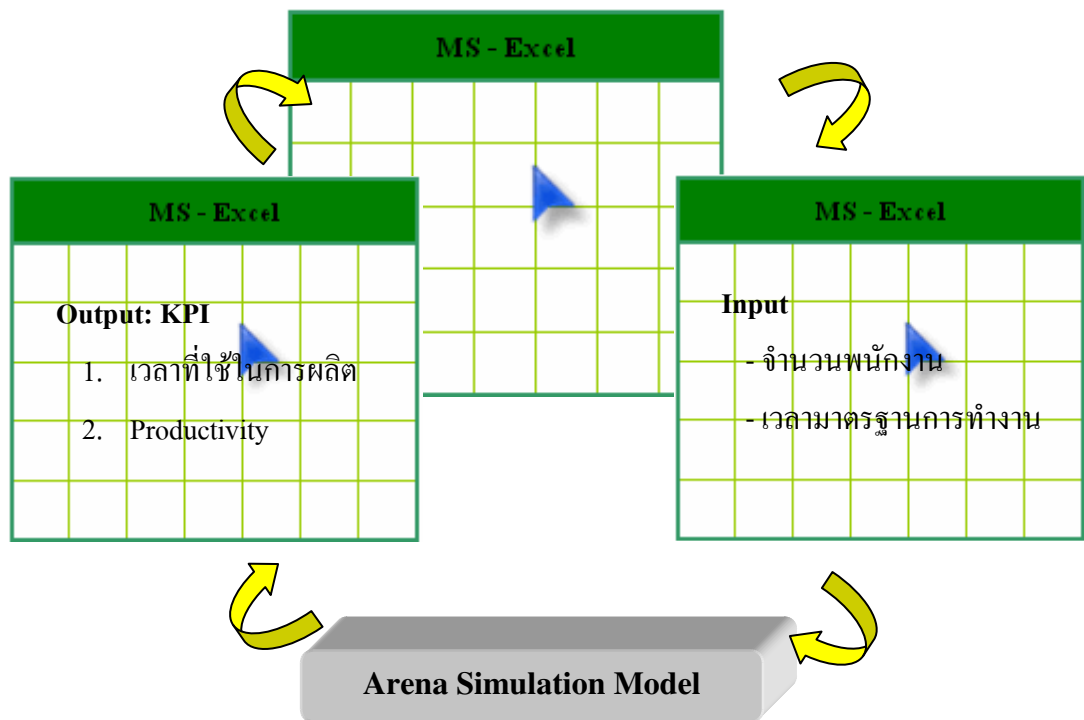 MS - Excel
MS - Excel
Output: KPI
1. เวลาที่ใช้ในการผลิต
2. Productivity
MS - Excel
Input
- จำนวนพนักงาน
- เวลามาตรฐานการทำงาน
Arena Simulation Model